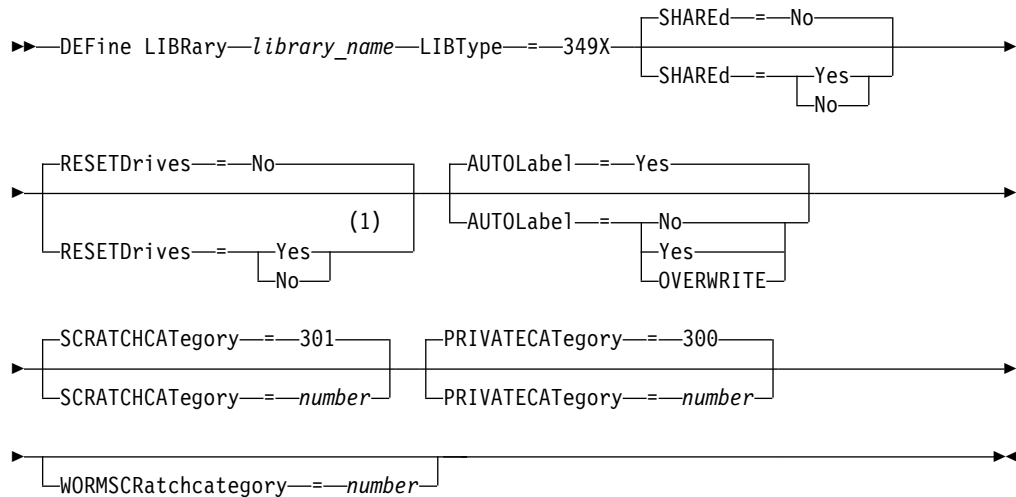 SHAREd = No
DEFine LIBRary library_name LIBType = 349X
SHAREd = Yes
No
RESETDrives = No
AUTOLabel = Yes
(1)
RESETDrives = Yes
No
AUTOLabel = No
Yes
OVERWRITE
SCRATCHCATegory = 301
PRIVATECATegory = 300
SCRATCHCATegory = number
PRIVATECATegory = number
WORMSCRatchcategory = number